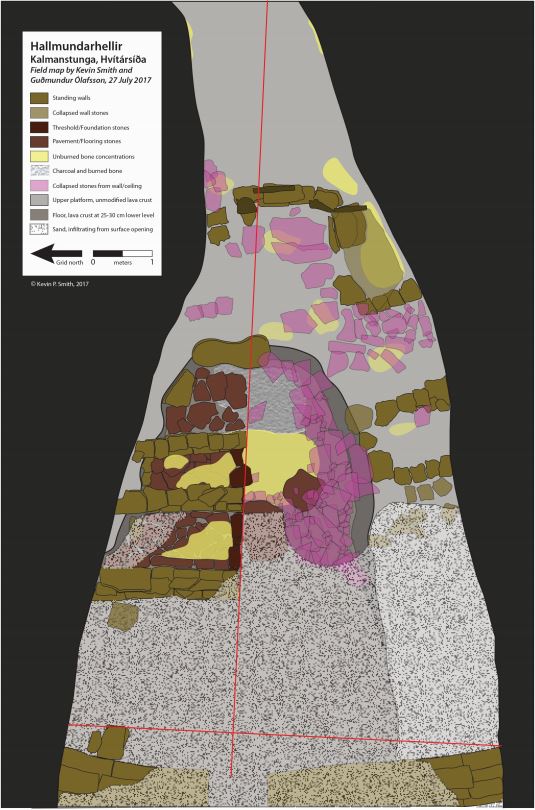 Hallmundarhellir
Kalmanstunga, Hvítársíða
Field map by Kevin Smith and
Guðmundur Ólafsson, 27 July 2017
Standing walls
Collapsed wall stones
Threshold/Foundation stones
Pavement/Flooring stones
Unburned bone concentrations
Charcoal and burned bone
Collapsed stones from wall/ceiling
Upper platform, unmodified lava crust
Floor, lava crust at 25-30 cm lower level
Sand, infiltrating from surface opening
Grid north 0 meters 1
© Kevin P. Smith, 2017